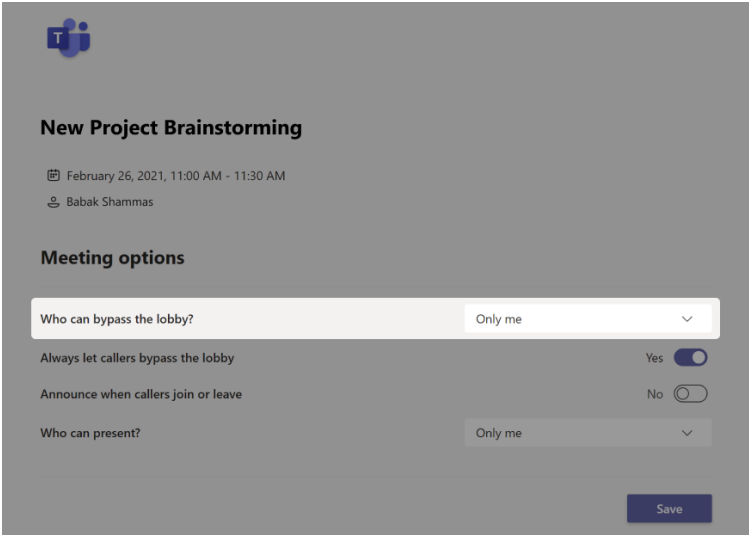 T
New Project Brainstorming
February 26, 2021, 11:00 AM - 11:30 AM
Babak Shammas
Meeting options
Who can bypass the lobby? Only me
Always let callers bypass the lobby Yes
Announce when callers join or leave No
Who can present? Only me
Save